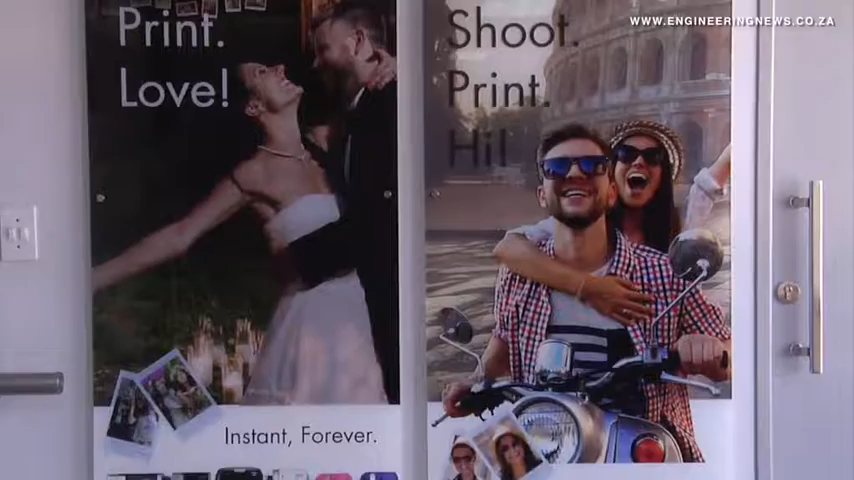 WWW.ENGINEERINGNEWS.CO.ZA
Print.
Love!
Instant, Forever.
Shoot.
Print.
Hi!